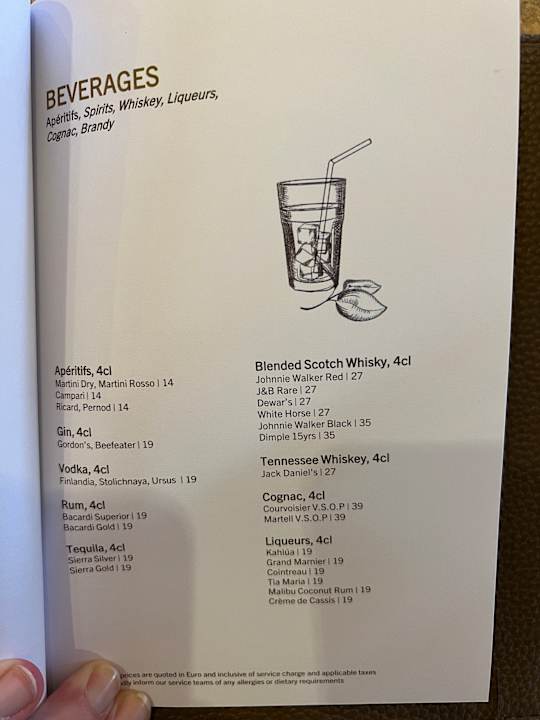 BEVERAGES
Apéritifs, Spirits, Whiskey, Liqueurs,
Cognac, Brandy
Apéritifs, 4cl
Martini Dry, Martini Rosso | 14
Campari | 14
Ricard, Pernod | 14
Gin, 4cl
Gordon's, Beefeater | 19
Vodka, 4cl
Finlandia, Stolichnaya, Ursus | 19
Rum, 4cl
Bacardi Superior | 19
Bacardi Gold | 19
Tequila, 4cl
Sierra Silver | 19
Sierra Gold | 19
Blended Scotch Whisky, 4cl
Johnnie Walker Red | 27
J&B Rare | 27
Dewar's | 27
White Horse | 27
Johnnie Walker Black | 35
Dimple 15yrs | 35
Tennessee Whiskey, 4cl
Jack Daniel's | 27
Cognac, 4cl
Courvoisier V.S.O.P | 39
Martell V.S.O.P | 39
Liqueurs, 4cl
Kahlúa | 19
Grand Marnier | 19
Cointreau | 19
Tia Maria | 19
Malibu Coconut Rum | 19
Crème de Cassis | 19
prices are quoted in Euro and inclusive of service charge and applicable taxes
inform our service teams of any allergies or dietary requirements